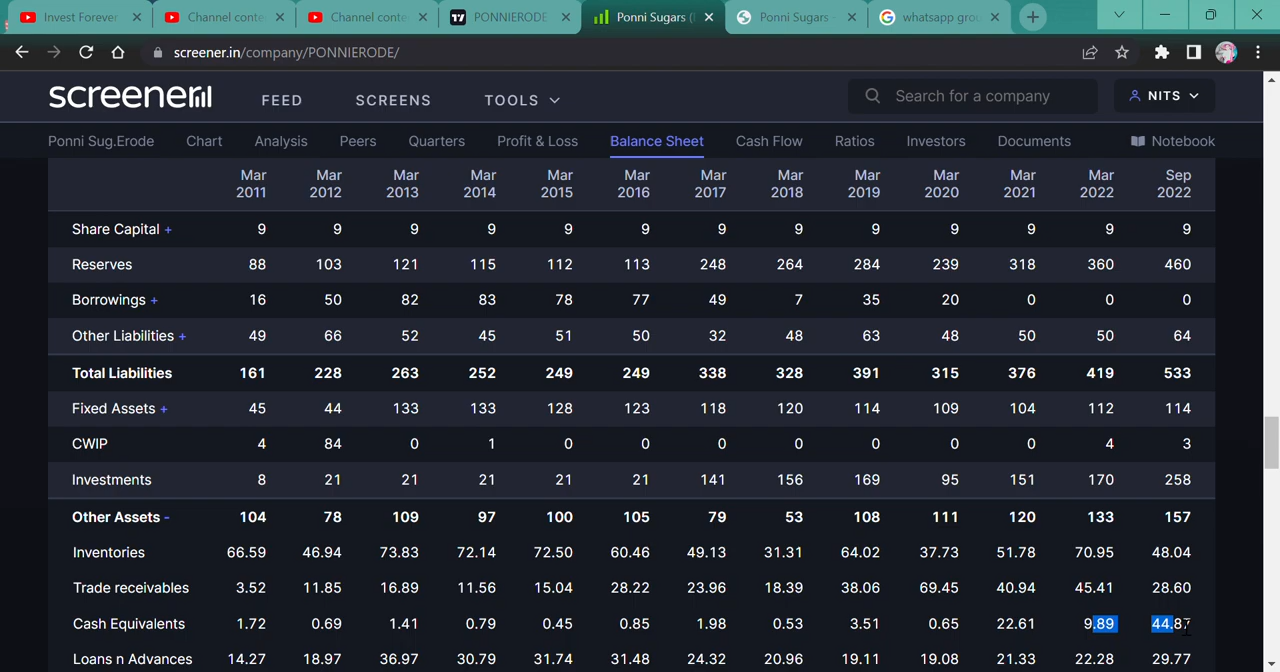 Invest Forever
Channel conte
Channel conte
PONNIERODE
Ponni Sugars (
Ponni Sugars -
whatsapp grou
screener.in/company/PONNIERODE/
screener
FEED
SCREENS
TOOLS
Search for a company
NITS
Ponni Sug.Erode Chart Analysis Peers Quarters Profit & Loss Balance Sheet Cash Flow Ratios Investors Documents Notebook
Mar 2011 Mar 2012 Mar 2013 Mar 2014 Mar 2015 Mar 2016 Mar 2017 Mar 2018 Mar 2019 Mar 2020 Mar 2021 Mar 2022 Sep 2022
Share Capital + 9 9 9 9 9 9 9 9 9 9 9 9 9
Reserves 88 103 121 115 112 113 248 264 284 239 318 360 460
Borrowings + 16 50 82 83 78 77 49 7 35 20 0 0 0
Other Liabilities + 49 66 52 45 51 50 32 48 63 48 50 50 64
Total Liabilities 161 228 263 252 249 249 338 328 391 315 376 419 533
Fixed Assets + 45 44 133 133 128 123 118 120 114 109 104 112 114
CWIP 4 84 0 1 0 0 0 0 0 0 0 4 3
Investments 8 21 21 21 21 21 141 156 169 95 151 170 258
Other Assets - 104 78 109 97 100 105 79 53 108 111 120 133 157
Inventories 66.59 46.94 73.83 72.14 72.50 60.46 49.13 31.31 64.02 37.73 51.78 70.95 48.04
Trade receivables 3.52 11.85 16.89 11.56 15.04 28.22 23.96 18.39 38.06 69.45 40.94 45.41 28.60
Cash Equivalents 1.72 0.69 1.41 0.79 0.45 0.85 1.98 0.53 3.51 0.65 22.61 9.89 44.87
Loans n Advances 14.27 18.97 36.97 30.79 31.74 31.48 24.32 20.96 19.11 19.08 21.33 22.28 29.77